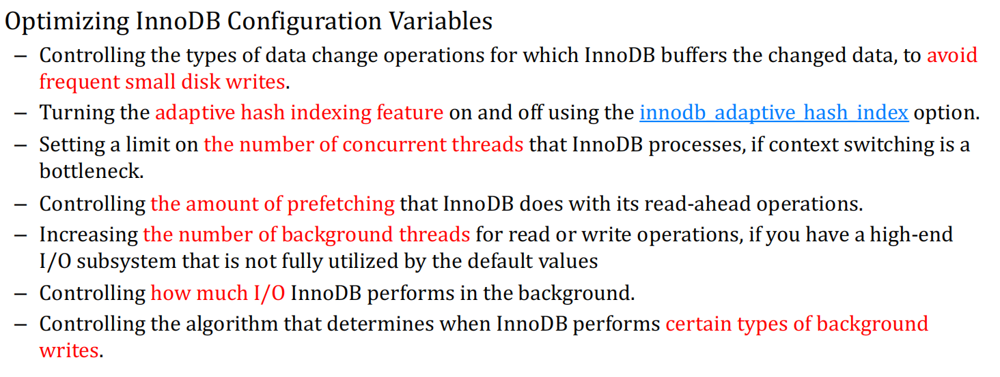 Optimizing InnoDB Configuration Variables
– Controlling the types of data change operations for which InnoDB buffers the changed data, to avoid
frequent small disk writes.
– Turning the adaptive hash indexing feature on and off using the innodb_adaptive_hash_index option.
– Setting a limit on the number of concurrent threads that InnoDB processes, if context switching is a
bottleneck.
– Controlling the amount of prefetching that InnoDB does with its read-ahead operations.
– Increasing the number of background threads for read or write operations, if you have a high-end
I/O subsystem that is not fully utilized by the default values
– Controlling how much I/O InnoDB performs in the background.
– Controlling the algorithm that determines when InnoDB performs certain types of background
writes.